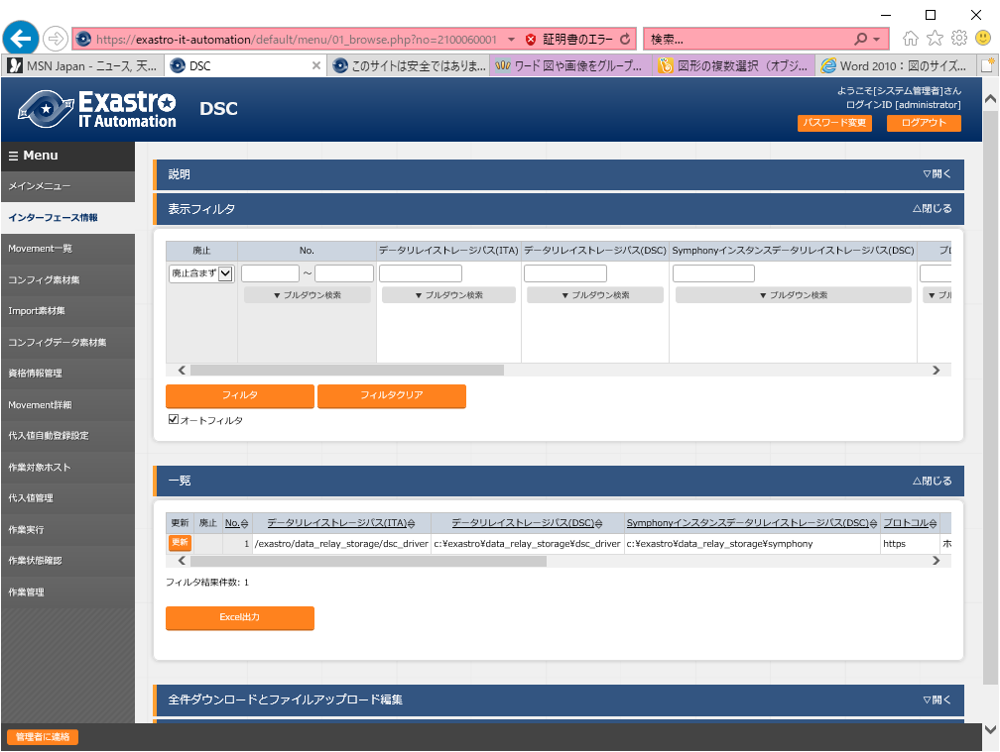 https://exastro-it-automation/default/menu/01_browse.php?no=2100060001
証明書のエラー
検索...
MSN Japan - ニュース, 天...
DSC
このサイトは安全ではありま...
ワード 図や画像をグループ...
図形の複数選択（オブジ...
Word 2010：図のサイズ...
Exastro
IT Automation
DSC
ようこそ[システム管理者]さん
ログインID [administrator]
パスワード変更
ログアウト
☰ Menu
メインメニュー
インターフェース情報
Movement一覧
コンフィグ素材集
Import素材集
コンフィグデータ素材集
資格情報管理
Movement詳細
代入値自動登録設定
作業対象ホスト
代入値管理
作業実行
作業状態確認
作業管理
説明
▽開く
表示フィルタ
△閉じる
廃止 No. データリレイストレージパス(ITA) データリレイストレージパス(DSC) Symphonyインスタンスデータリレイストレージパス(DSC) プロ
廃止含まず ～
▼ プルダウン検索 ▼ プルダウン検索 ▼ プルダウン検索 ▼ プルダウン検索 ▼ プル
フィルタ
フィルタクリア
オートフィルタ
一覧
△閉じる
更新 廃止 No. データリレイストレージパス(ITA) データリレイストレージパス(DSC) Symphonyインスタンスデータリレイストレージパス(DSC) プロトコル
更新 1 /exastro/data_relay_storage/dsc_driver c:¥exastro¥data_relay_storage¥dsc_driver c:¥exastro¥data_relay_storage¥symphony https ホ
フィルタ結果件数: 1
Excel出力
全件ダウンロードとファイルアップロード編集
▽開く
管理者に連絡